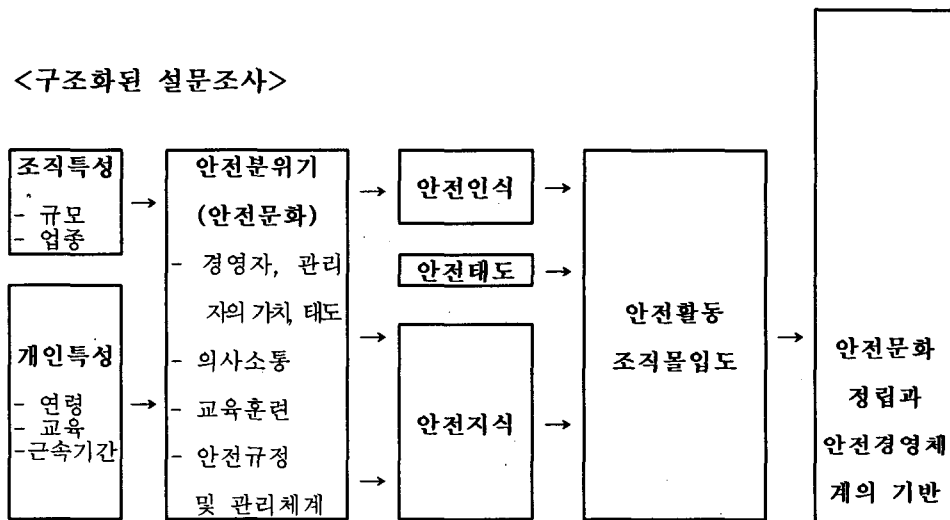 <구조화된 설문조사>
조직특성
- 규모
- 업종
개인특성
- 연령
- 교육
-근속기간
→
→
안전분위기
(안전문화)
- 경영자, 관리
자의 가치, 태도
- 의사소통
- 교육훈련
- 안전규정
및 관리체계
→
→
→
안전인식
안전태도
안전지식
→
→
→
안전활동
조직몰입도
→
안전문화
정립과
안전경영체
계의 기반